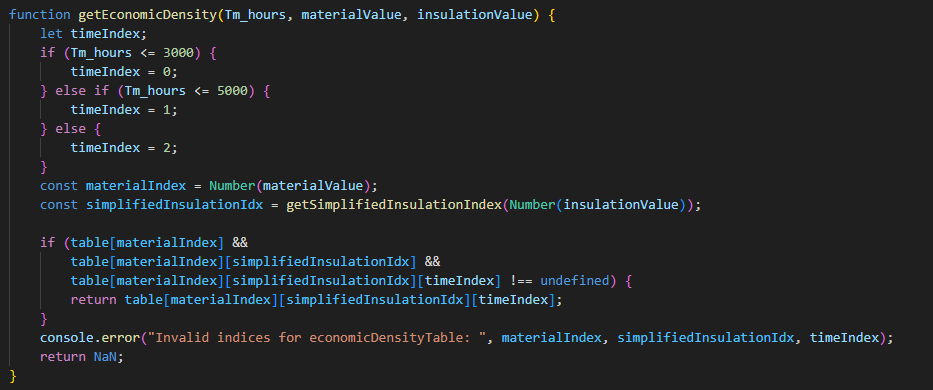 function getEconomicDensity(Tm_hours, materialValue, insulationValue) {
    let timeIndex;
    if (Tm_hours <= 3000) {
        timeIndex = 0;
    } else if (Tm_hours <= 5000) {
        timeIndex = 1;
    } else {
        timeIndex = 2;
    }
    const materialIndex = Number(materialValue);
    const simplifiedInsulationIdx = getSimplifiedInsulationIndex(Number(insulationValue));

    if (table[materialIndex] &&
        table[materialIndex][simplifiedInsulationIdx] &&
        table[materialIndex][simplifiedInsulationIdx][timeIndex] !== undefined) {
        return table[materialIndex][simplifiedInsulationIdx][timeIndex];
    }
    console.error("Invalid indices for economicDensityTable: ", materialIndex, simplifiedInsulationIdx, timeIndex);
    return NaN;
}